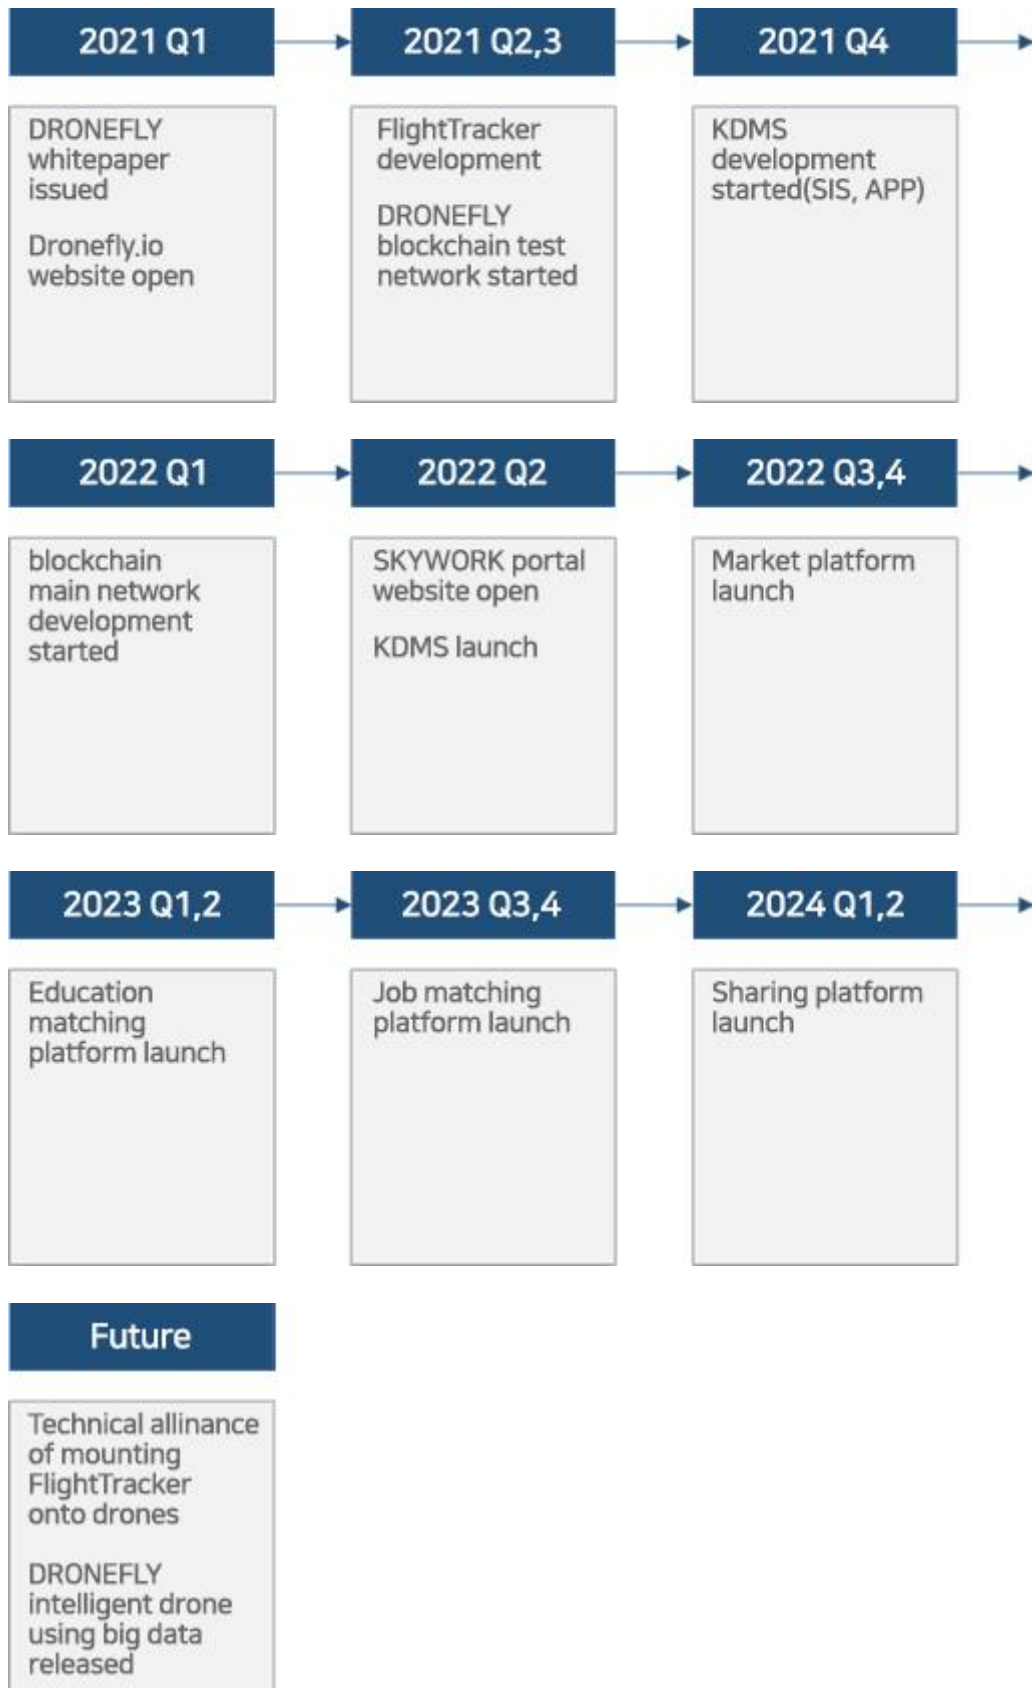 2021 Q1
2021 Q2,3
2021 Q4
DRONEFLY
whitepaper
issued
Dronefly.io
website open
FlightTracker
development
DRONEFLY
blockchain test
network started
KDMS
development
started(SIS, APP)
2022 Q1
2022 Q2
2022 Q3,4
blockchain
main network
development
started
SKYWORK portal
website open
KDMS launch
Market platform
launch
2023 Q1,2
2023 Q3,4
2024 Q1,2
Education
matching
platform launch
Job matching
platform launch
Sharing platform
launch
Future
Technical allinance
of mounting
FlightTracker
onto drones
DRONEFLY
intelligent drone
using big data
released